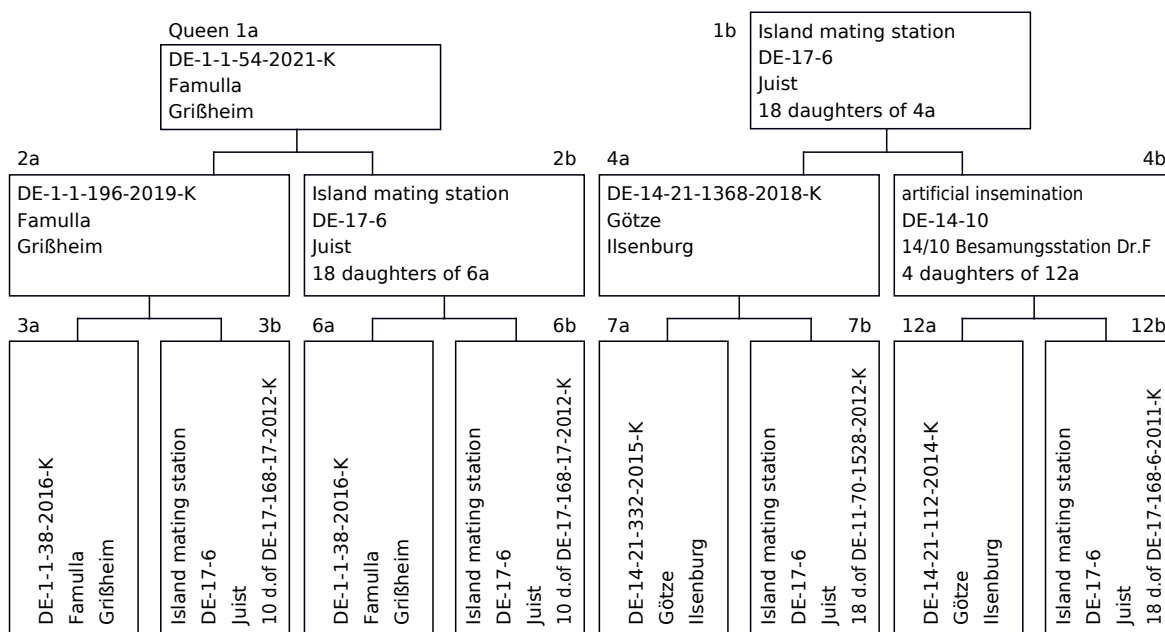 Queen 1a
DE-1-1-54-2021-K
Famulla
Grißheim
1b
Island mating station
DE-17-6
Juist
18 daughters of 4a
2a
DE-1-1-196-2019-K
Famulla
Grißheim
2b
Island mating station
DE-17-6
Juist
18 daughters of 6a
4a
DE-14-21-1368-2018-K
Götze
Ilsenburg
4b
artificial insemination
DE-14-10
14/10 Besamungsstation Dr.F
4 daughters of 12a
3a
DE-1-1-38-2016-K
Famulla
Grißheim
3b
Island mating station
DE-17-6
Juist
10 d.of DE-17-168-17-2012-K
6a
DE-1-1-38-2016-K
Famulla
Grißheim
6b
Island mating station
DE-17-6
Juist
10 d.of DE-17-168-17-2012-K
7a
DE-14-21-332-2015-K
Götze
Ilsenburg
7b
Island mating station
DE-17-6
Juist
18 d.of DE-11-70-1528-2012-K
12a
DE-14-21-112-2014-K
Götze
Ilsenburg
12b
Island mating station
DE-17-6
Juist
18 d.of DE-17-168-6-2011-K